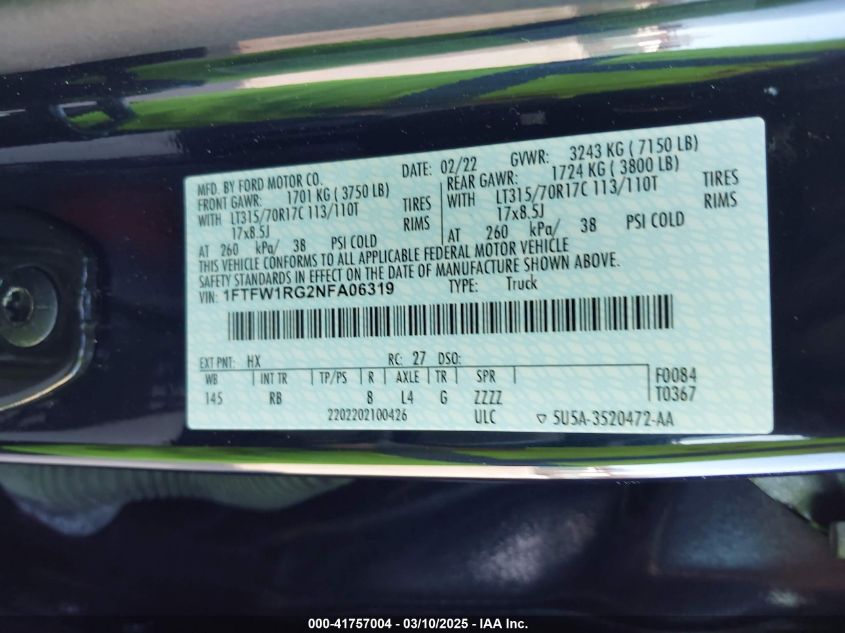 MFD. BY FORD MOTOR CO. DATE: 02/22 GVWR: 3243 KG ( 7150 LB)
FRONT GAWR: 1701 KG ( 3750 LB) REAR GAWR: 1724 KG ( 3800 LB)
WITH LT315/70R17C 113/110T TIRES WITH LT315/70R17C 113/110T TIRES
17x8.5J RIMS 17x8.5J RIMS
AT 260 kPa/ 38 PSI COLD AT 260 kPa/ 38 PSI COLD
THIS VEHICLE CONFORMS TO ALL APPLICABLE FEDERAL MOTOR VEHICLE
SAFETY STANDARDS IN EFFECT ON THE DATE OF MANUFACTURE SHOWN ABOVE.
VIN: 1FTFW1RG2NFA06319 TYPE: Truck
EXT PNT: HX RC: 27 DSO:
WB INT TR TP/PS R AXLE TR SPR F0084
145 RB 8 L4 G ZZZZ T0367
2202202100426 ULC ▽ 5U5A-3520472-AA
000-41757004 — 03/10/2025 - IAA Inc.